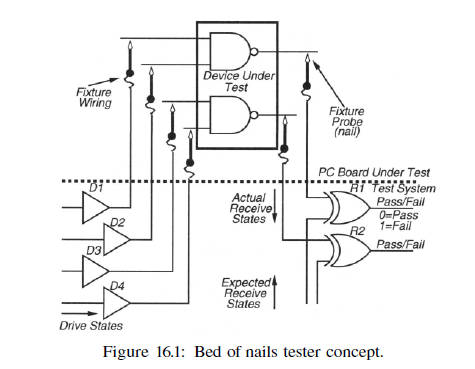 Device Under
Test
Fixture
Wiring
Fixture
Probe
(nail)
PC Board Under Test
Test System
D1
D2
D3
D4
Drive States
Actual
Receive
States
Expected
Receive
States
R1
Pass/Fail
0=Pass
1=Fail
R2
Pass/Fail
Figure 16.1: Bed of nails tester concept.